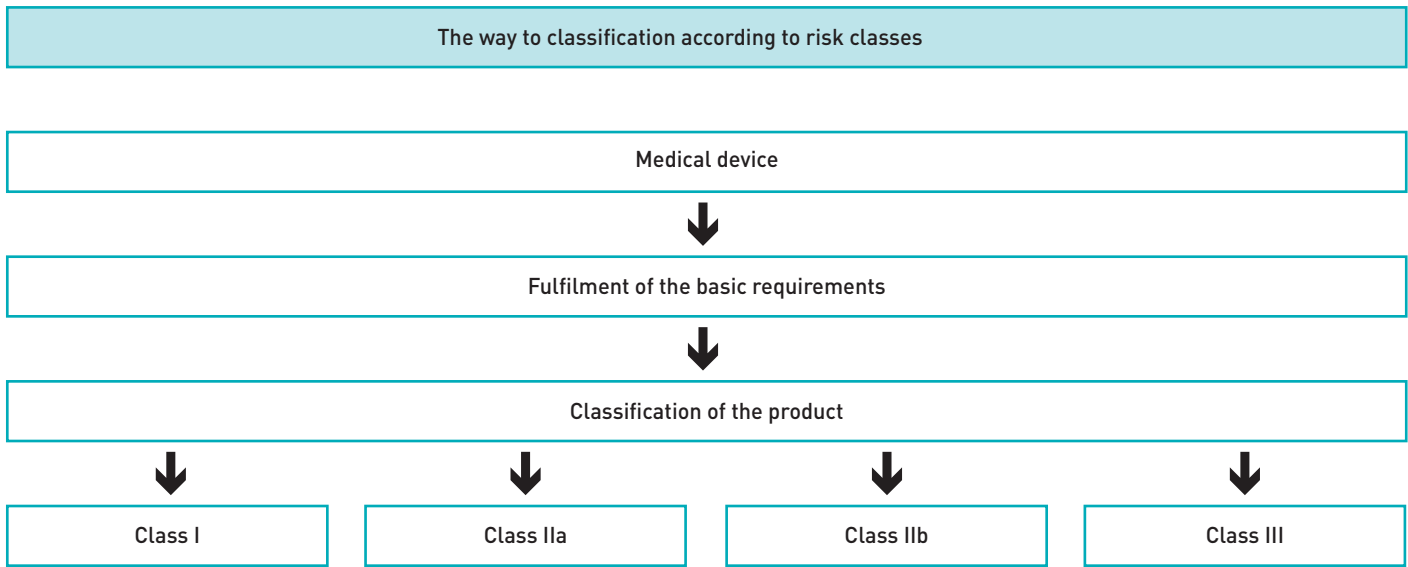 The way to classification according to risk classes
Medical device
Fulfilment of the basic requirements
Classification of the product
Class I
Class IIa
Class IIb
Class III